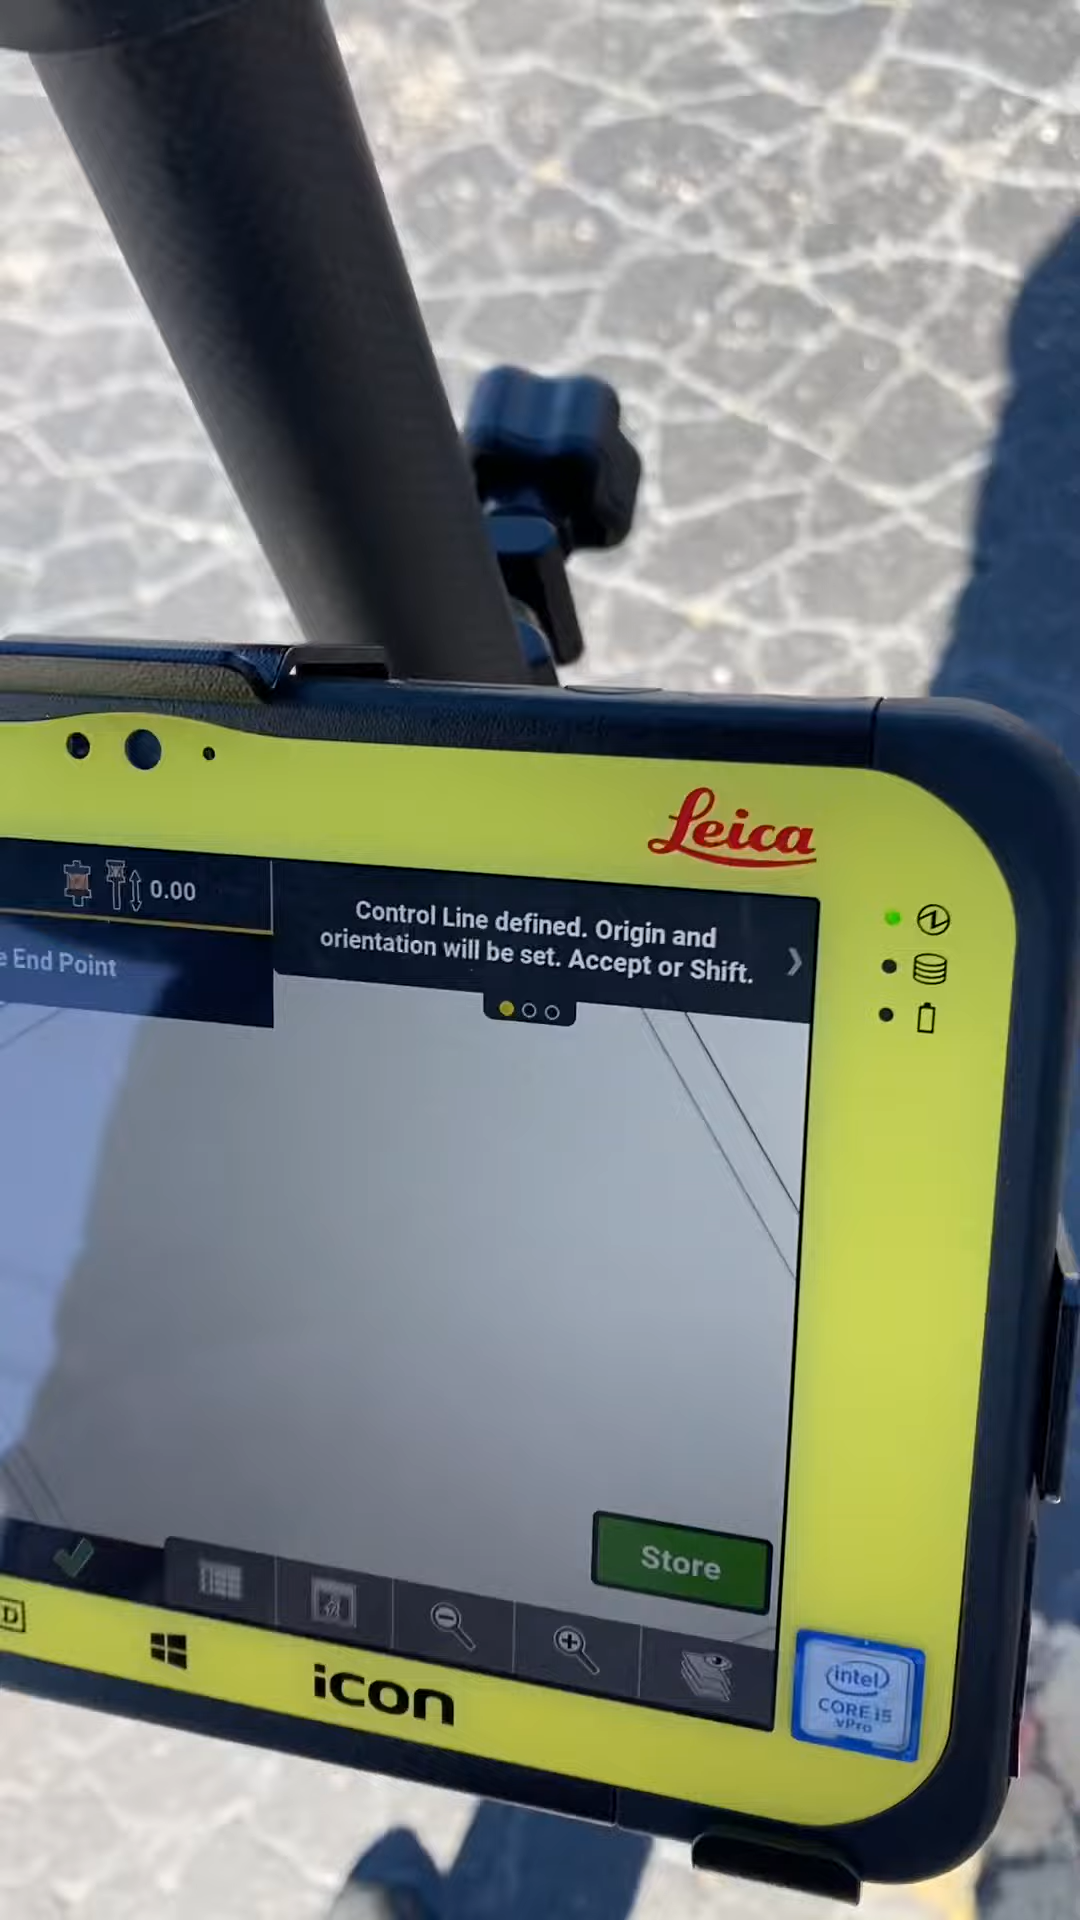 Leica
0.00
Control Line defined. Origin and
orientation will be set. Accept or Shift.
e End Point
Store
D
iCON
intel
CORE i5
vPro